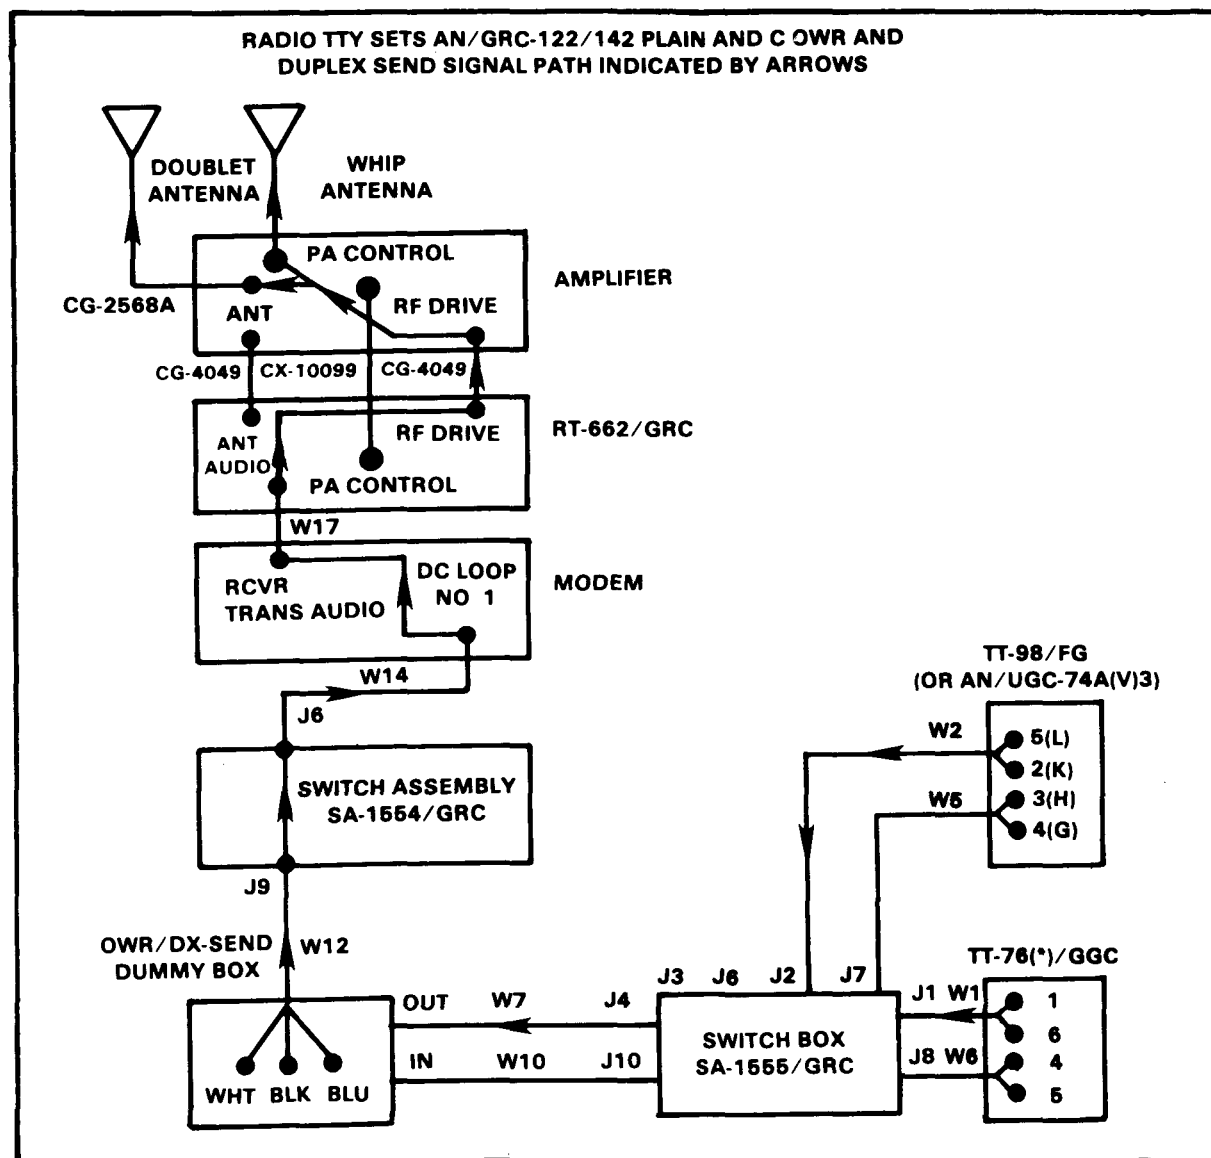 RADIO TTY SETS AN/GRC-122/142 PLAIN AND C OWR AND
DUPLEX SEND SIGNAL PATH INDICATED BY ARROWS
DOUBLET
ANTENNA
WHIP
ANTENNA
PA CONTROL
AMPLIFIER
CG-2568A
ANT
RF DRIVE
CG-4049
CX-10099
CG-4049
RT-662/GRC
ANT
AUDIO
RF DRIVE
PA CONTROL
W17
RCVR
TRANS AUDIO
DC LOOP
NO 1
MODEM
W14
J6
SWITCH ASSEMBLY
SA-1554/GRC
J9
TT-98/FG
(OR AN/UGC-74A(V)3)
W2
5(L)
2(K)
W5
3(H)
4(G)
OWR/DX-SEND
DUMMY BOX
W12
OUT
W7
J4
IN
W10
J10
WHT BLK BLU
J3
J6
J2
J7
SWITCH BOX
SA-1555/GRC
TT-76(*)/GGC
J1 W1
1
6
J8 W6
4
5